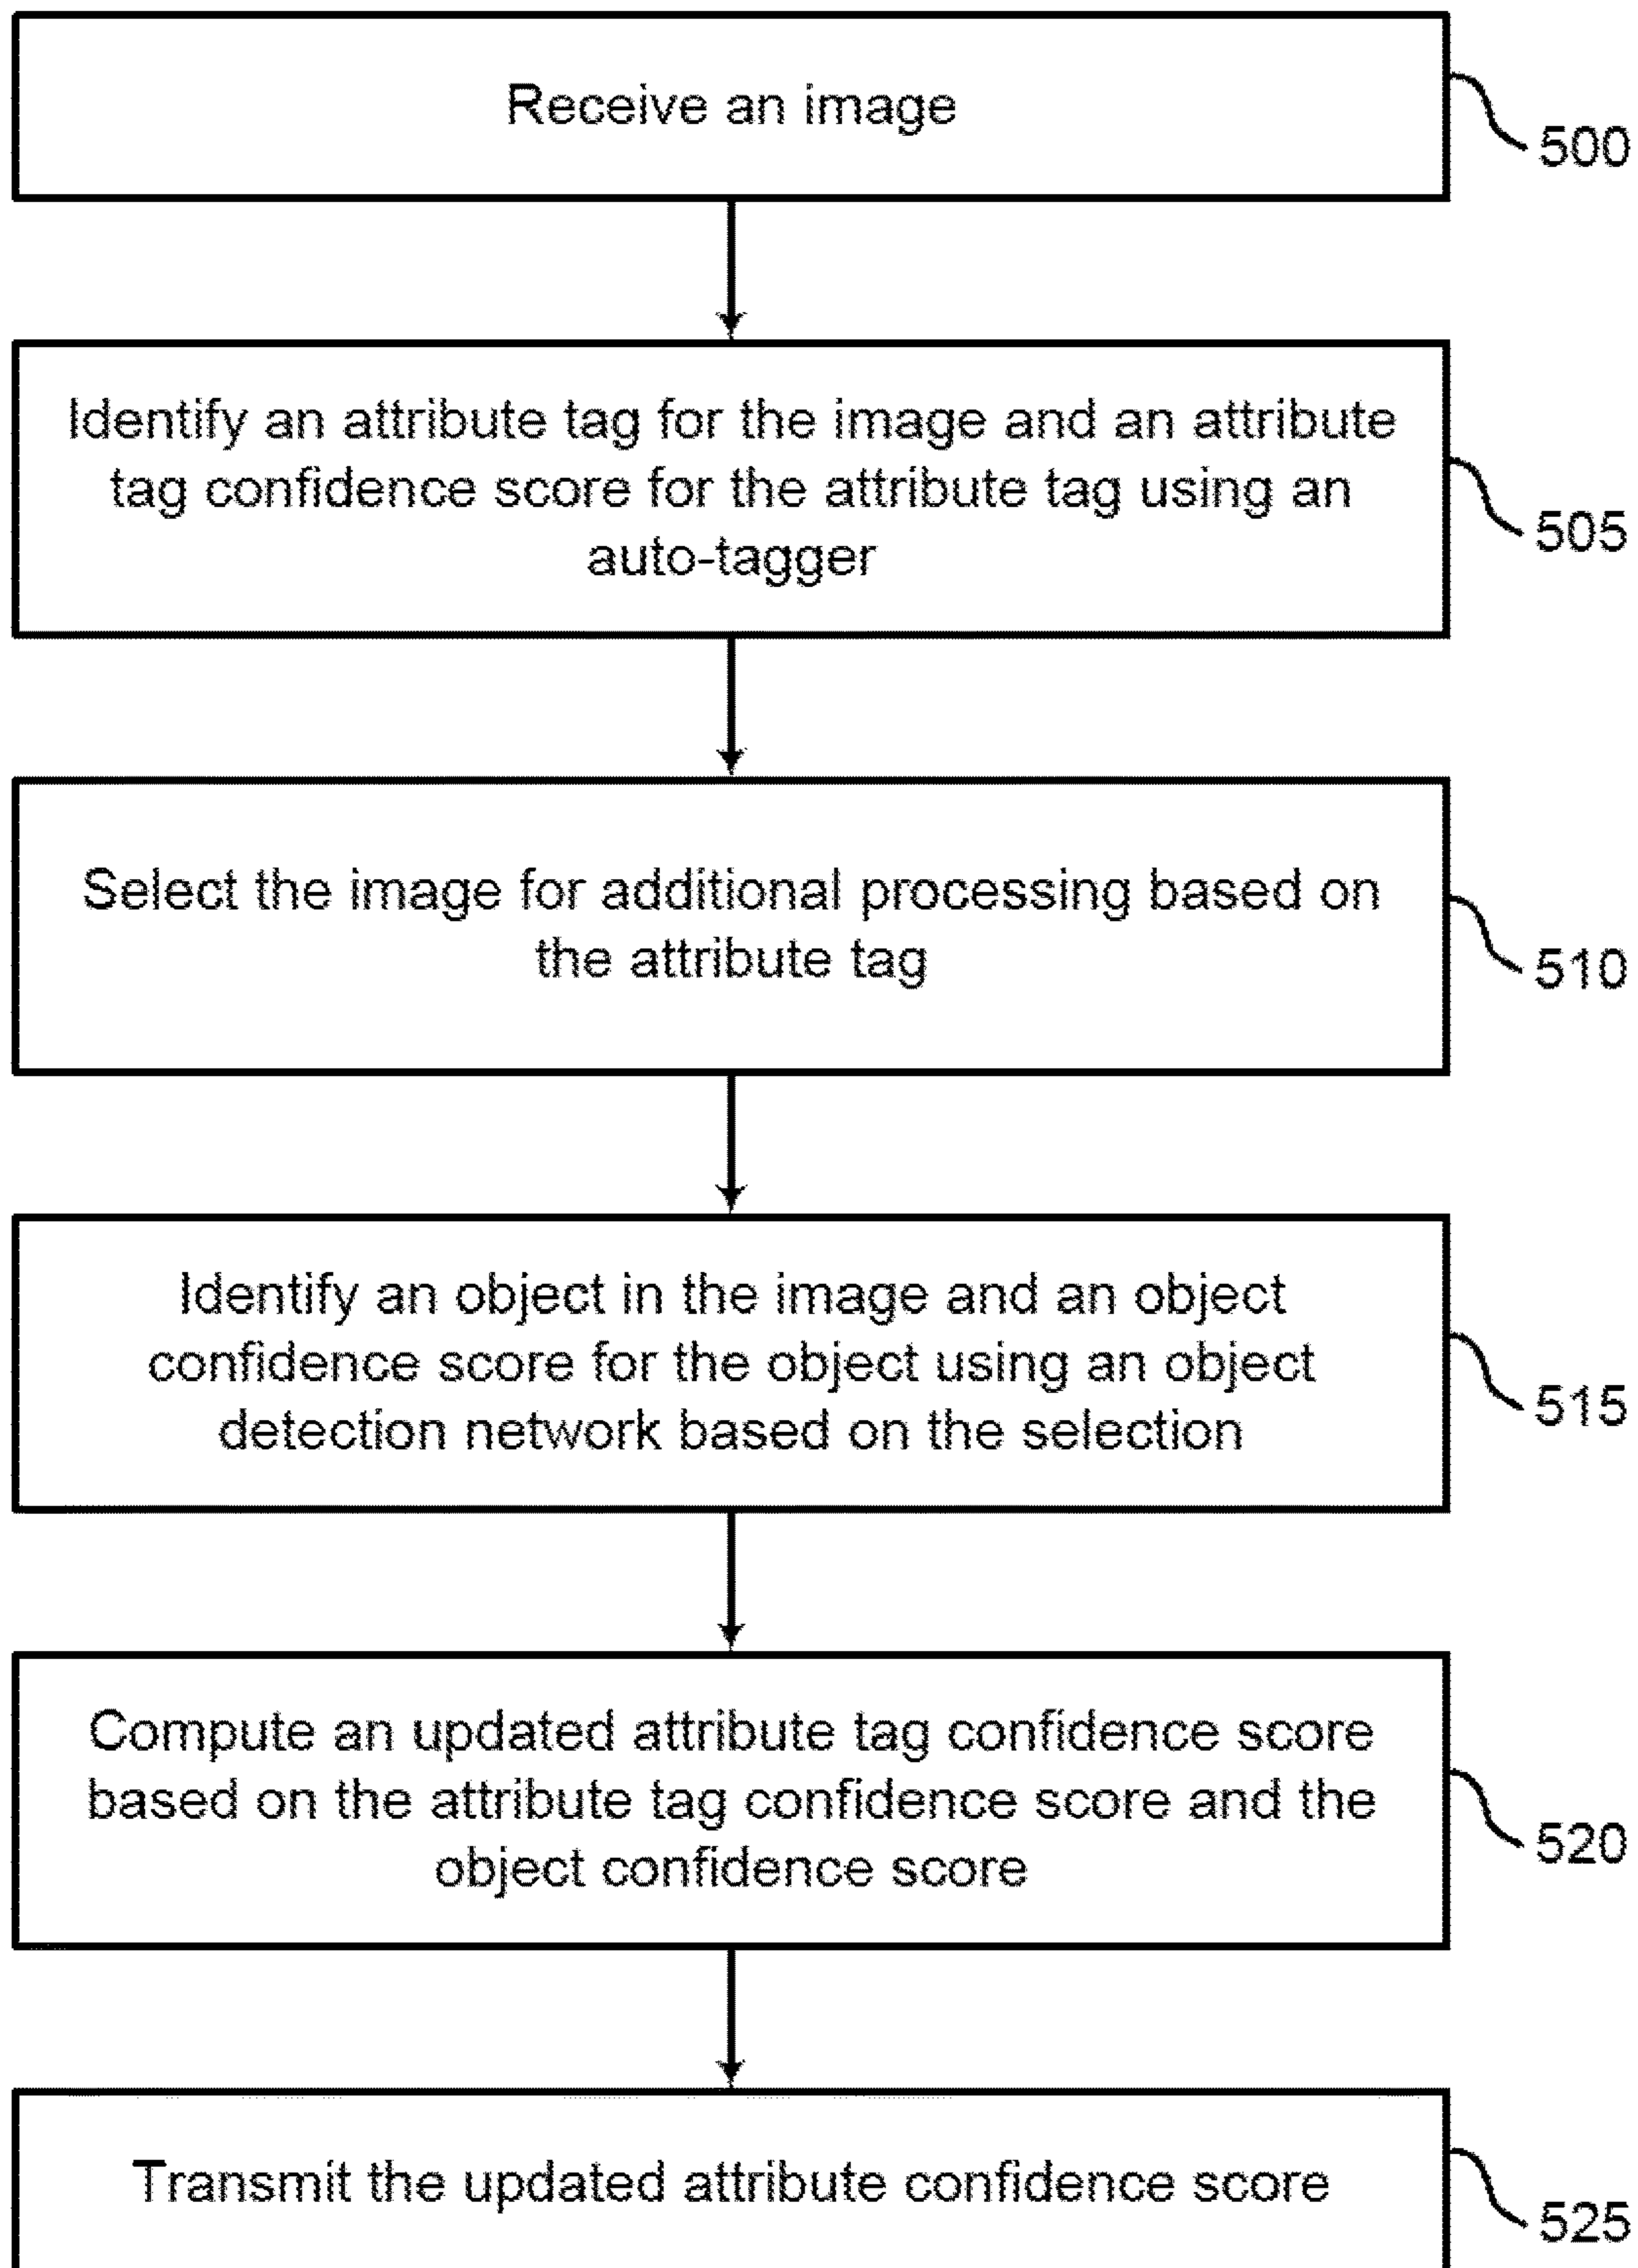 Receive an image
500
Identify an attribute tag for the image and an attribute
tag confidence score for the attribute tag using an
auto-tagger
505
Select the image for additional processing based on
the attribute tag
510
Identify an object in the image and an object
confidence score for the object using an object
detection network based on the selection
515
Compute an updated attribute tag confidence score
based on the attribute tag confidence score and the
object confidence score
520
Transmit the updated attribute confidence score
525